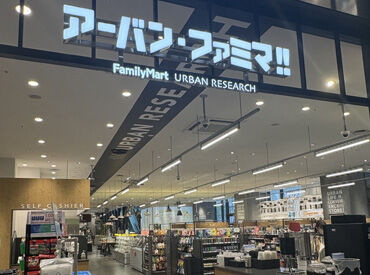 アーバン・ファミマ!!
FamilyMart URBAN RESEARCH
URBAN RESEARCH
SELF CASHIER